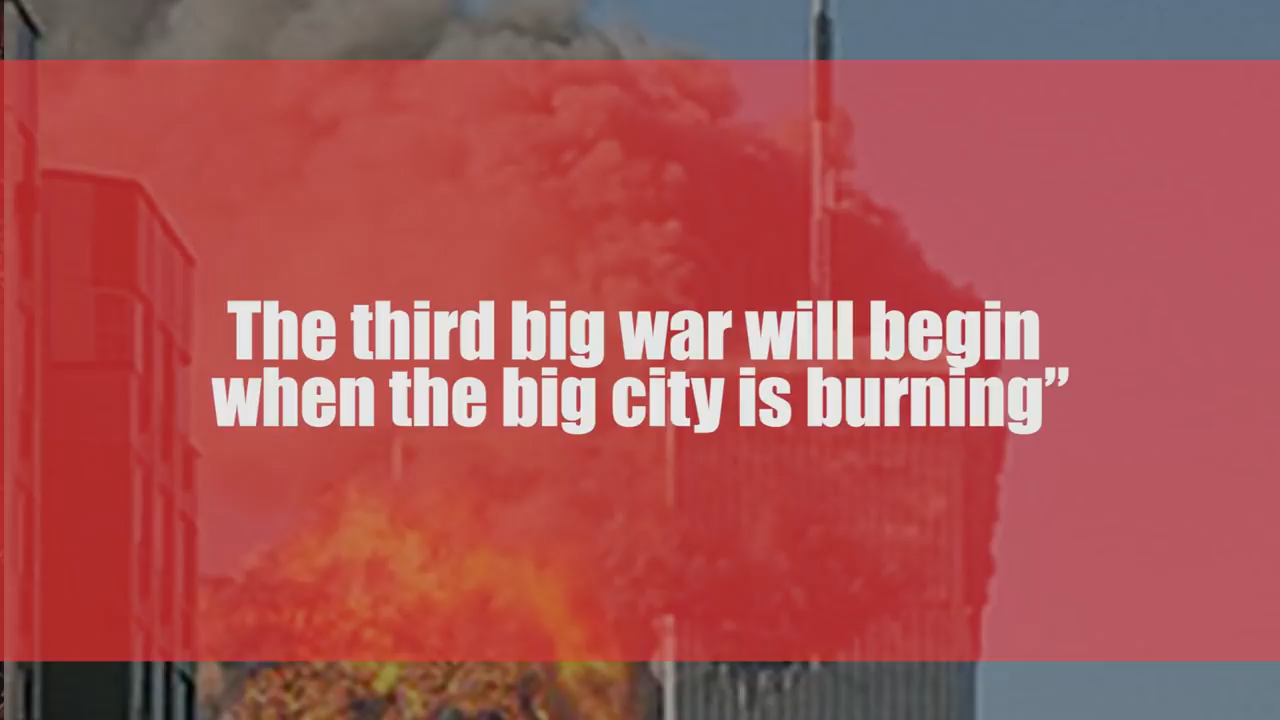 The third big war will begin
when the big city is burning”